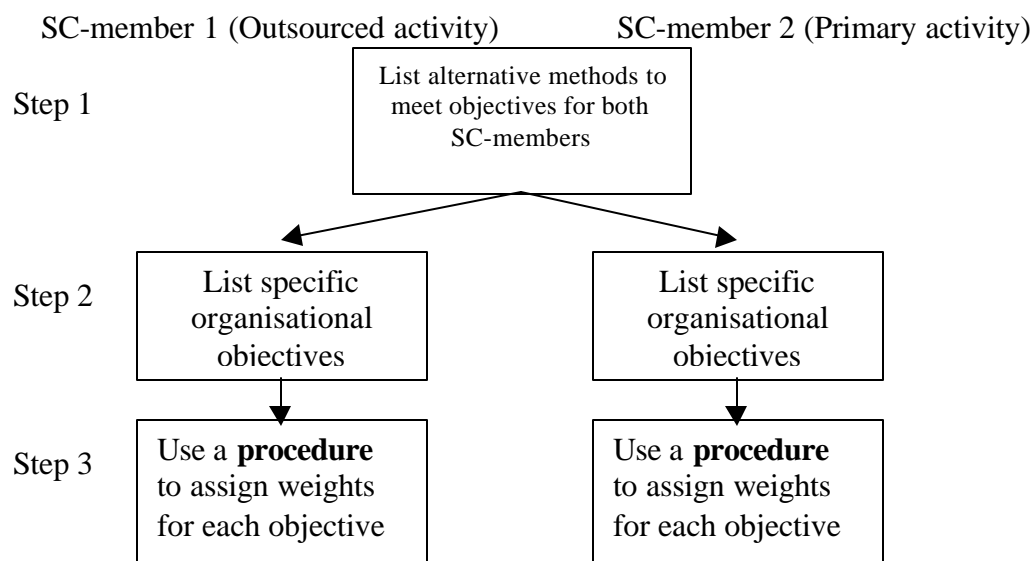 SC-member 1 (Outsourced activity) SC-member 2 (Primary activity)
Step 1
List alternative methods to
meet objectives for both
SC-members
Step 2
List specific
organisational
objectives
List specific
organisational
objectives
Step 3
Use a procedure
to assign weights
for each objective
Use a procedure
to assign weights
for each objective